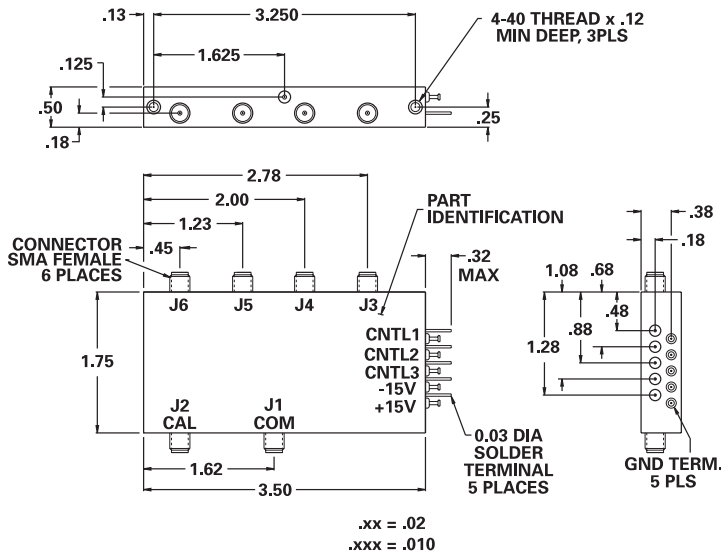 .13
3.250
4-40 THREAD x .12
MIN DEEP, 3PLS
1.625
.125
.50
.18
.25
2.78
2.00
1.23
.45
PART
IDENTIFICATION
CONNECTOR
SMA FEMALE
6 PLACES
.32
MAX
.38
.18
1.08
.68
.48
.88
1.28
J6
J5
J4
J3
CNTL1
CNTL2
CNTL3
-15V
+15V
1.75
J2
CAL
J1
COM
1.62
3.50
0.03 DIA
SOLDER
TERMINAL
5 PLACES
GND TERM.
5 PLS
.xx = .02
.xxx = .010